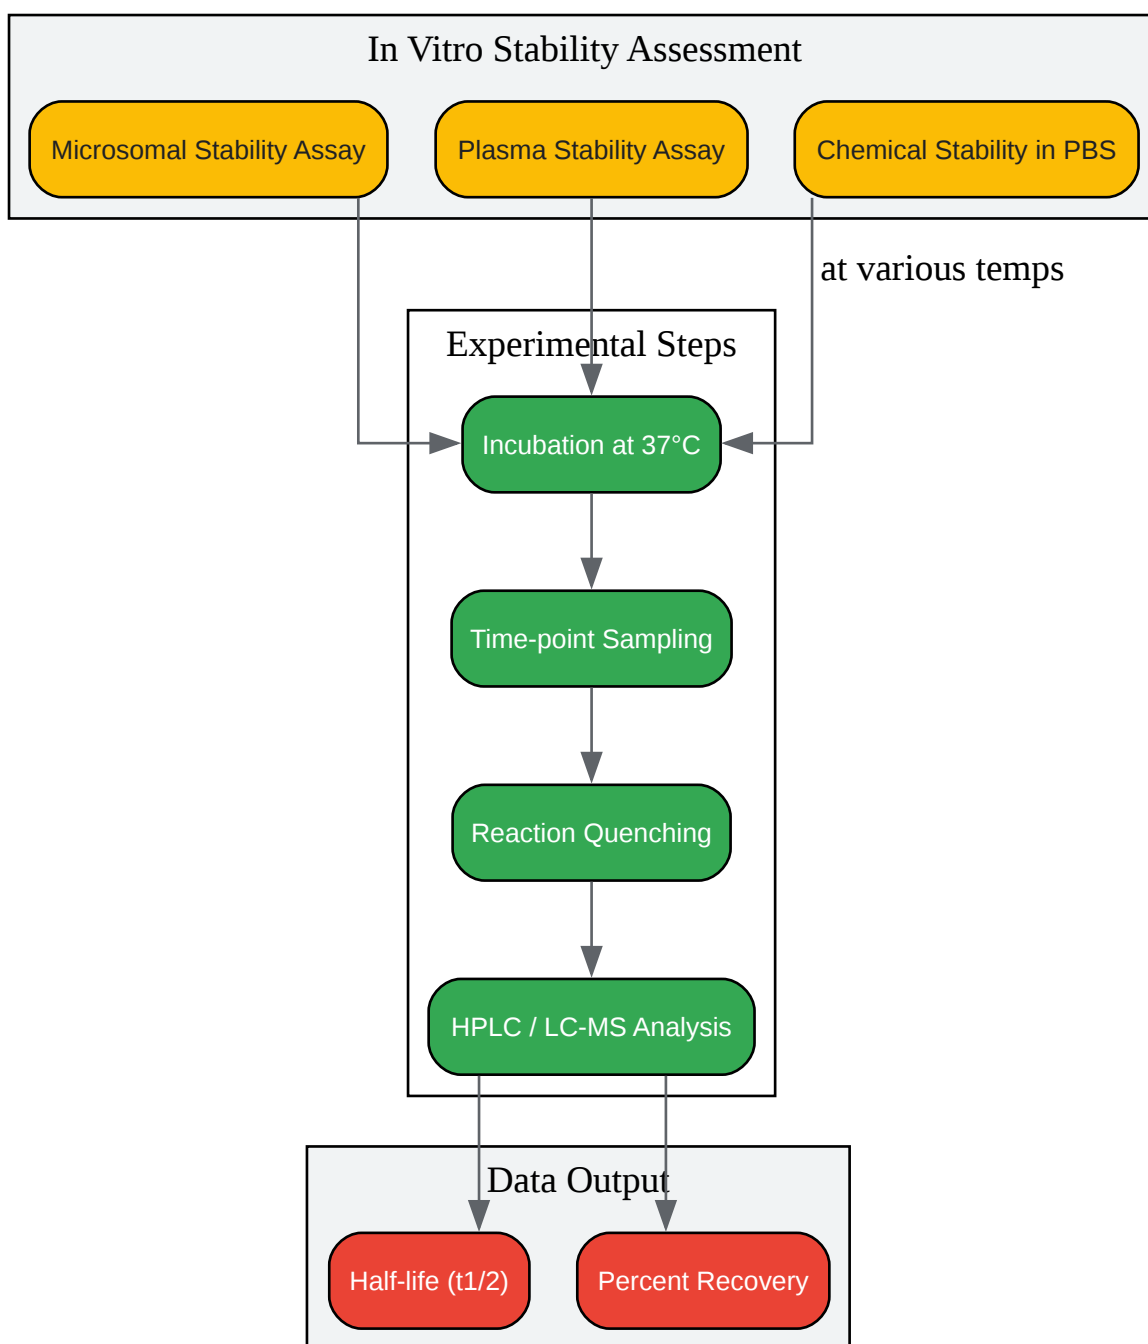 In Vitro Stability Assessment
Microsomal Stability Assay
Plasma Stability Assay
Chemical Stability in PBS
at various temps
Experimental Steps
Incubation at 37°C
Time-point Sampling
Reaction Quenching
HPLC / LC-MS Analysis
Data Output
Half-life (t1/2)
Percent Recovery